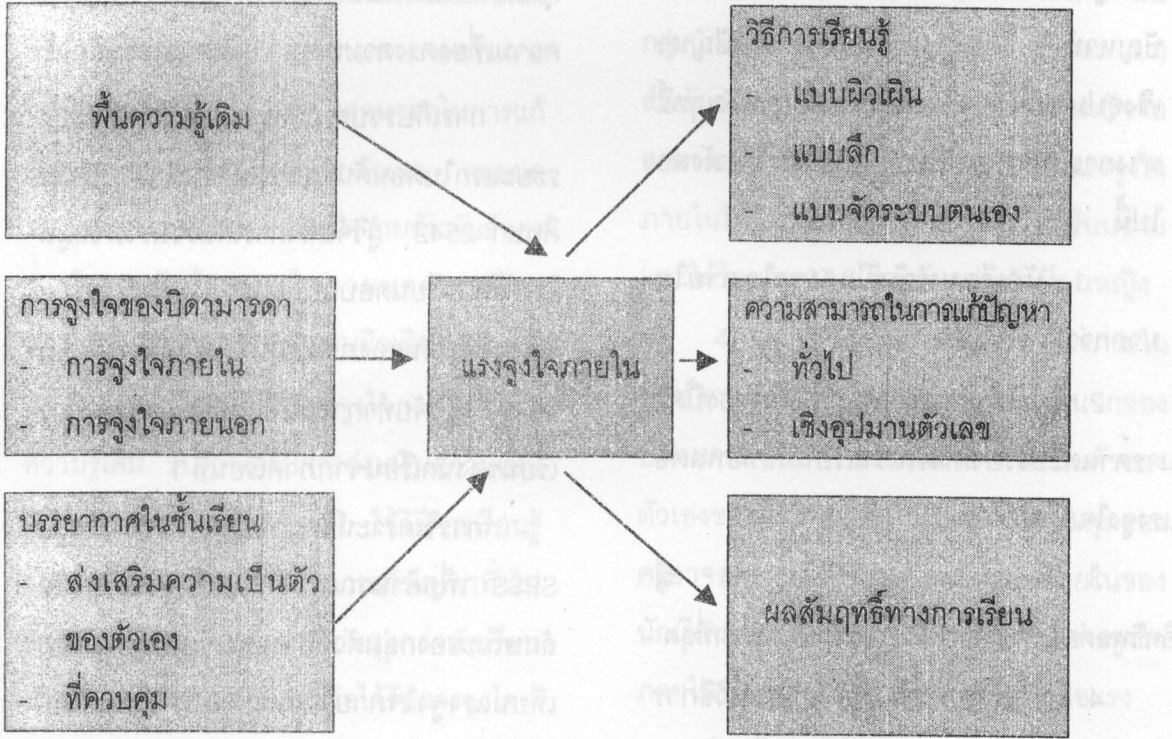 พื้นความรู้เดิม
การจูงใจของบิดามารดา
- การจูงใจภายใน
- การจูงใจภายนอก
บรรยากาศในชั้นเรียน
- ส่งเสริมความเป็นตัว
ของตัวเอง
- ที่ควบคุม
แรงจูงใจภายใน
วิธีการเรียนรู้
- แบบผิวเผิน
- แบบลึก
- แบบจัดระบบตนเอง
ความสามารถในการแก้ปัญหา
- ทั่วไป
- เชิงอุปมานตัวเลข
ผลสัมฤทธิ์ทางการเรียน